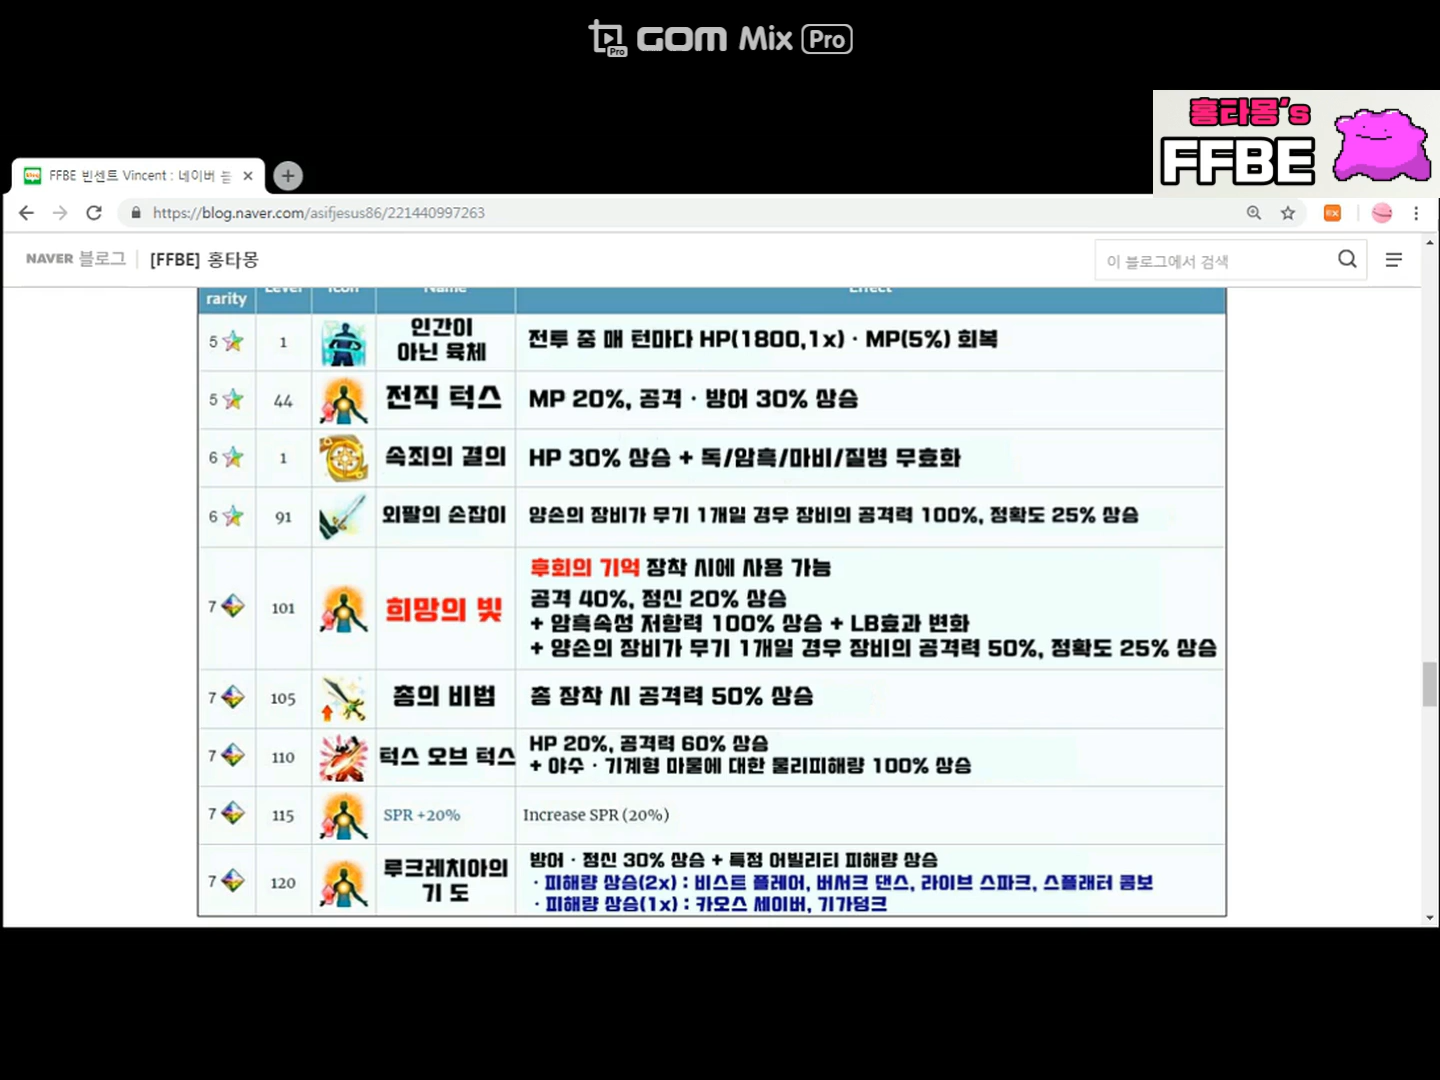 Pro GOM Mix Pro
홍타몽's
FFBE
FFBE 빈센트 Vincent : 네이버 블
https://blog.naver.com/asifjesus86/221440997263
NAVER 블로그 [FFBE] 홍타몽
이 블로그에서 검색
rarity Level Icon Name Effect
5 1 인간이 아닌 육체 전투 중 매 턴마다 HP(1800,1x)·MP(5%) 회복
5 44 전직 턱스 MP 20%, 공격·방어 30% 상승
6 1 속죄의 결의 HP 30% 상승 + 독/암흑/마비/질병 무효화
6 91 외팔의 손잡이 양손의 장비가 무기 1개일 경우 장비의 공격력 100%, 정확도 25% 상승
후회의 기억 장착 시에 사용 가능
7 101 희망의 빛 공격 40%, 정신 20% 상승
+ 암흑속성 저항력 100% 상승 + LB효과 변화
+ 양손의 장비가 무기 1개일 경우 장비의 공격력 50%, 정확도 25% 상승
7 105 총의 비법 총 장착 시 공격력 50% 상승
7 110 턱스 오브 턱스 HP 20%, 공격력 60% 상승
+ 야수·기계형 마물에 대한 물리피해량 100% 상승
7 115 SPR +20% Increase SPR (20%)
7 120 루크레치아의 기 도 방어·정신 30% 상승 + 특정 어빌리티 피해량 상승
·피해량 상승(2x) : 비스트 플레어, 버서크 댄스, 라이브 스파크, 스플래터 콤보
·피해량 상승(1x) : 카오스 세이버, 기가덩크